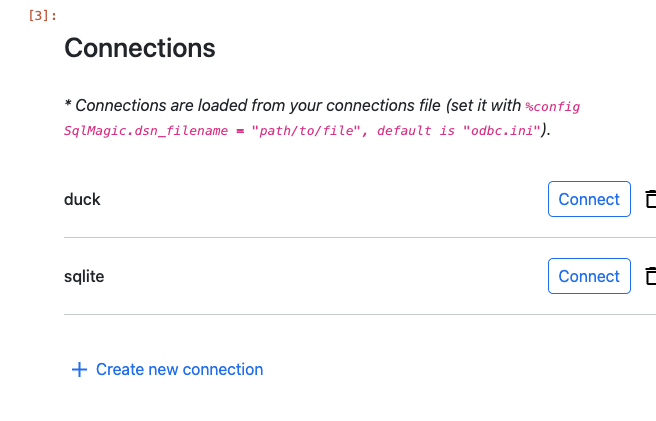 [3]:
Connections
* Connections are loaded from your connections file (set it with %config
SqlMagic.dsn_filename = "path/to/file", default is "odbc.ini").
duck
Connect
sqlite
Connect
+ Create new connection